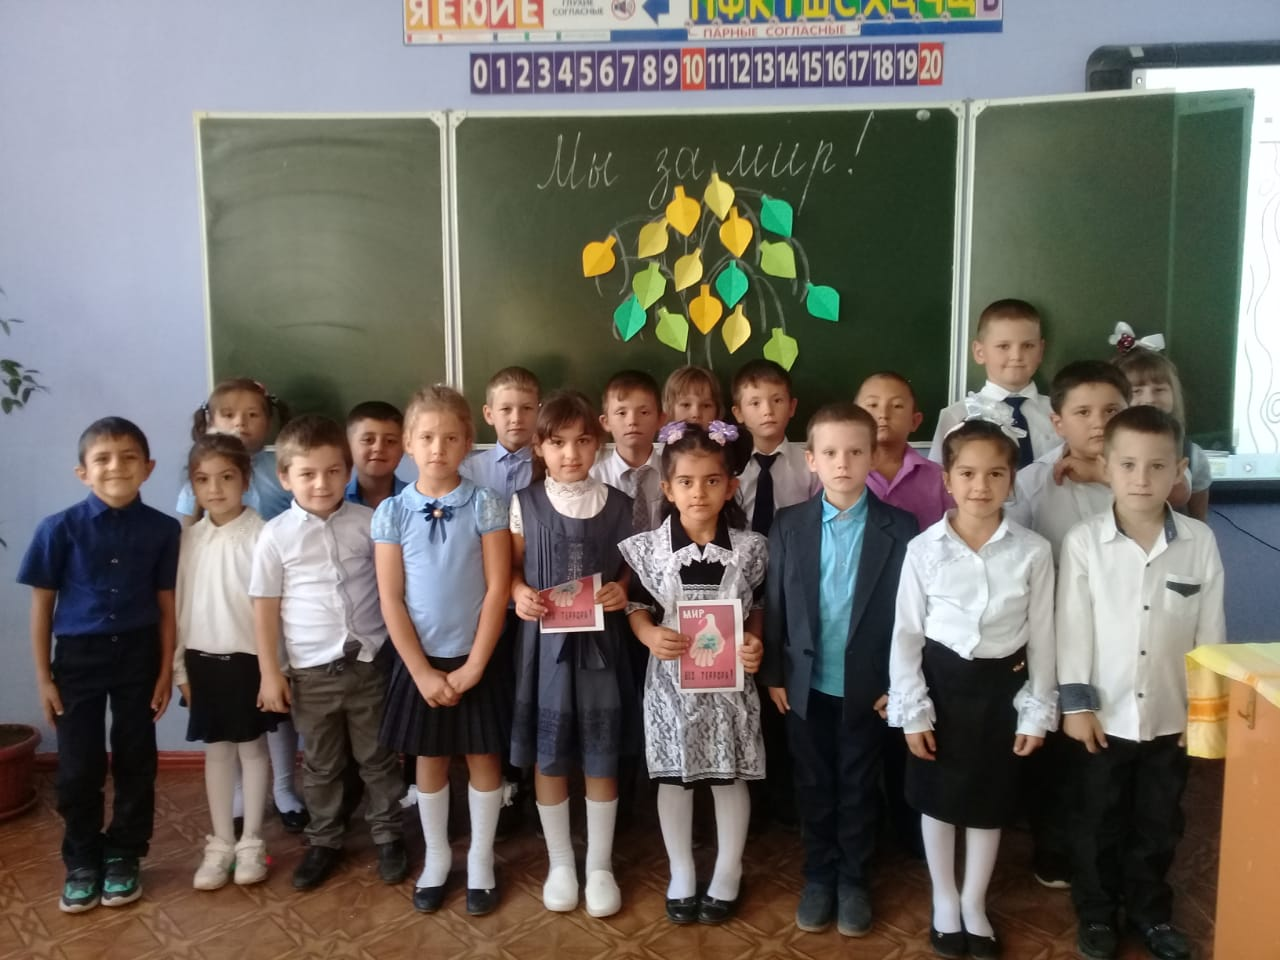 Я Е Ю И Е
ГЛУХИЕ
СОГЛАСНЫЕ
П Ф К Т Ш С Х Ц Ч Щ Ь
ПАРНЫЕ СОГЛАСНЫЕ
0 1 2 3 4 5 6 7 8 9 10 11 12 13 14 15 16 17 18 19 20
Мы за мир!
ТЕРРОРА!
МИР
БЕЗ ТЕРРОРА!